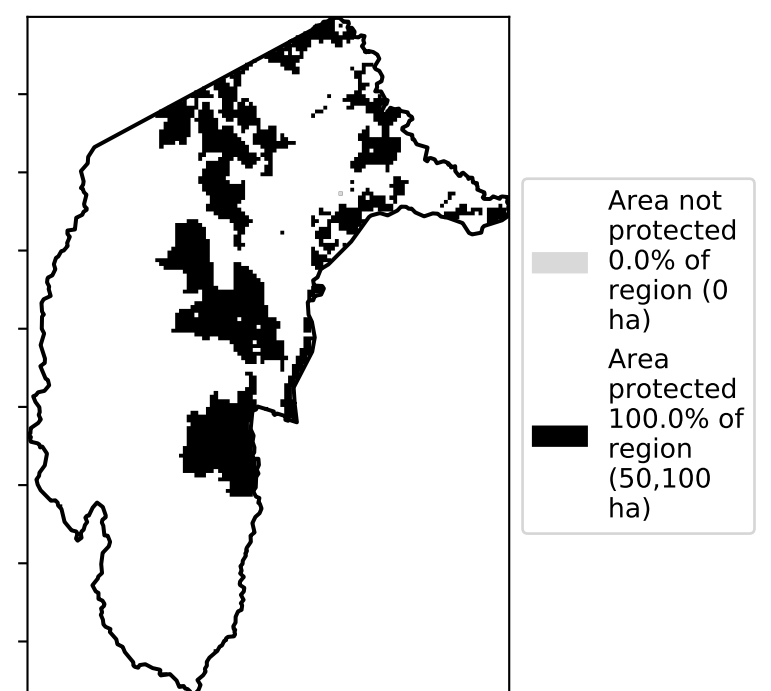 Area not
protected
0.0% of
region (0
ha)
Area
protected
100.0% of
region
(50,100
ha)